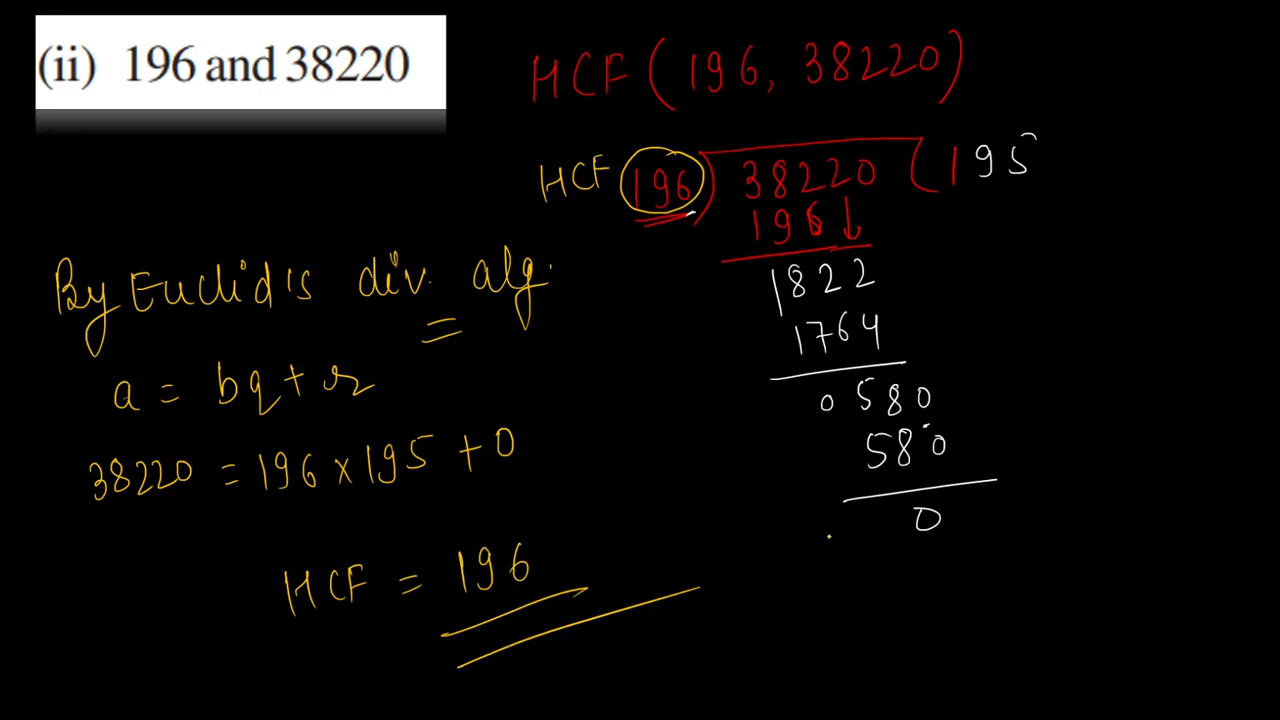 (ii) 196 and 38220
HCF (196, 38220)
HCF 196) 38220 (195
196↓
1822
1764
0580
580
0
By Euclid's div. alg.
a = bq + r
38220 = 196 × 195 + 0
HCF = 196